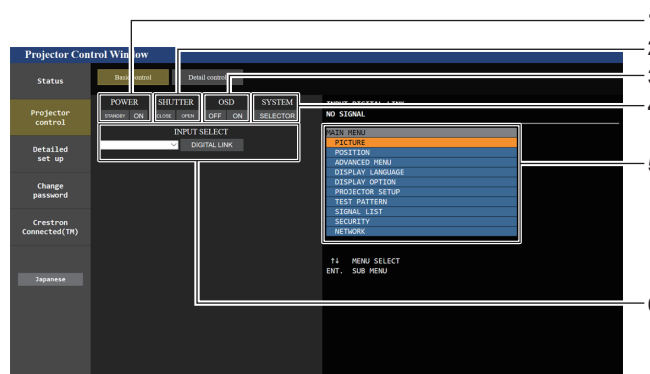 Projector Control Window
Status
Basic control
Detail control
Projector
control
Detailed
set up
Change
password
Crestron
Connected(TM)
Japanese
POWER
STANDBY ON
SHUTTER
CLOSE OPEN
OSD
OFF ON
SYSTEM
SELECTOR
INPUT SELECT
DIGITAL LINK
INPUT DIGITAL LINK
NO SIGNAL
MAIN MENU
PICTURE
POSITION
ADVANCED MENU
DISPLAY LANGUAGE
DISPLAY OPTION
PROJECTOR SETUP
TEST PATTERN
SIGNAL LIST
SECURITY
NETWORK
↑↓ MENU SELECT
ENT. SUB MENU